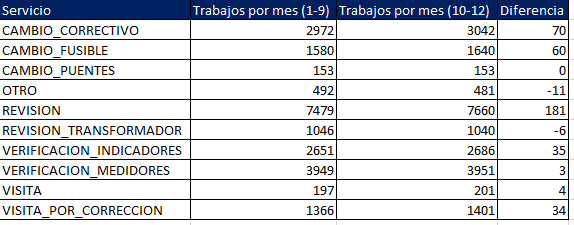 Servicio Trabajos por mes (1-9) Trabajos por mes (10-12) Diferencia
CAMBIO_CORRECTIVO 2972 3042 70
CAMBIO_FUSIBLE 1580 1640 60
CAMBIO_PUENTES 153 153 0
OTRO 492 481 -11
REVISION 7479 7660 181
REVISION_TRANSFORMADOR 1046 1040 -6
VERIFICACION_INDICADORES 2651 2686 35
VERIFICACION_MEDIDORES 3949 3951 3
VISITA 197 201 4
VISITA_POR_CORRECCION 1366 1401 34